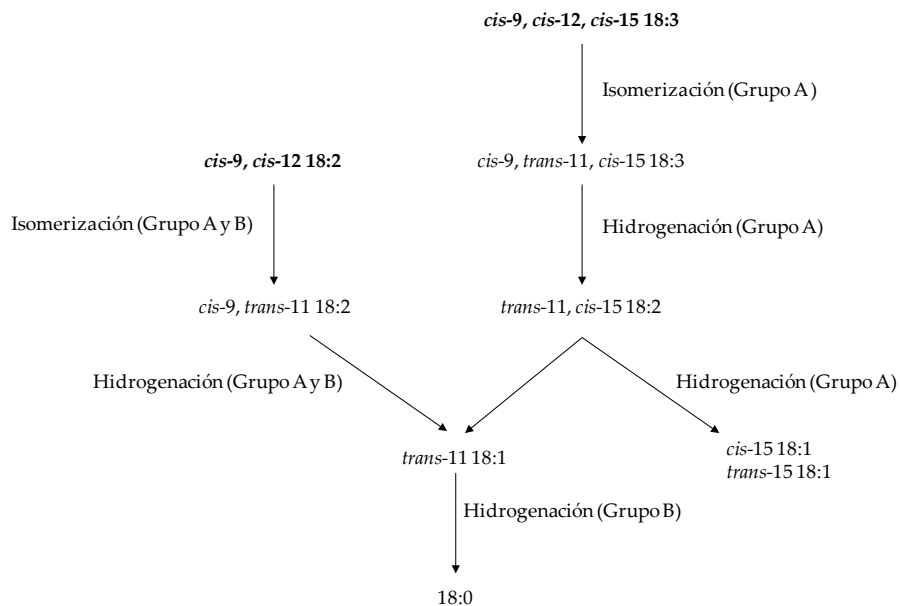 cis-9, cis-12, cis-15 18:3
Isomerización (Grupo A)
cis-9, cis-12 18:2
cis-9, trans-11, cis-15 18:3
Isomerización (Grupo A y B)
Hidrogenación (Grupo A)
cis-9, trans-11 18:2
trans-11, cis-15 18:2
Hidrogenación (Grupo A y B)
Hidrogenación (Grupo A)
trans-11 18:1
cis-15 18:1
trans-15 18:1
Hidrogenación (Grupo B)
18:0